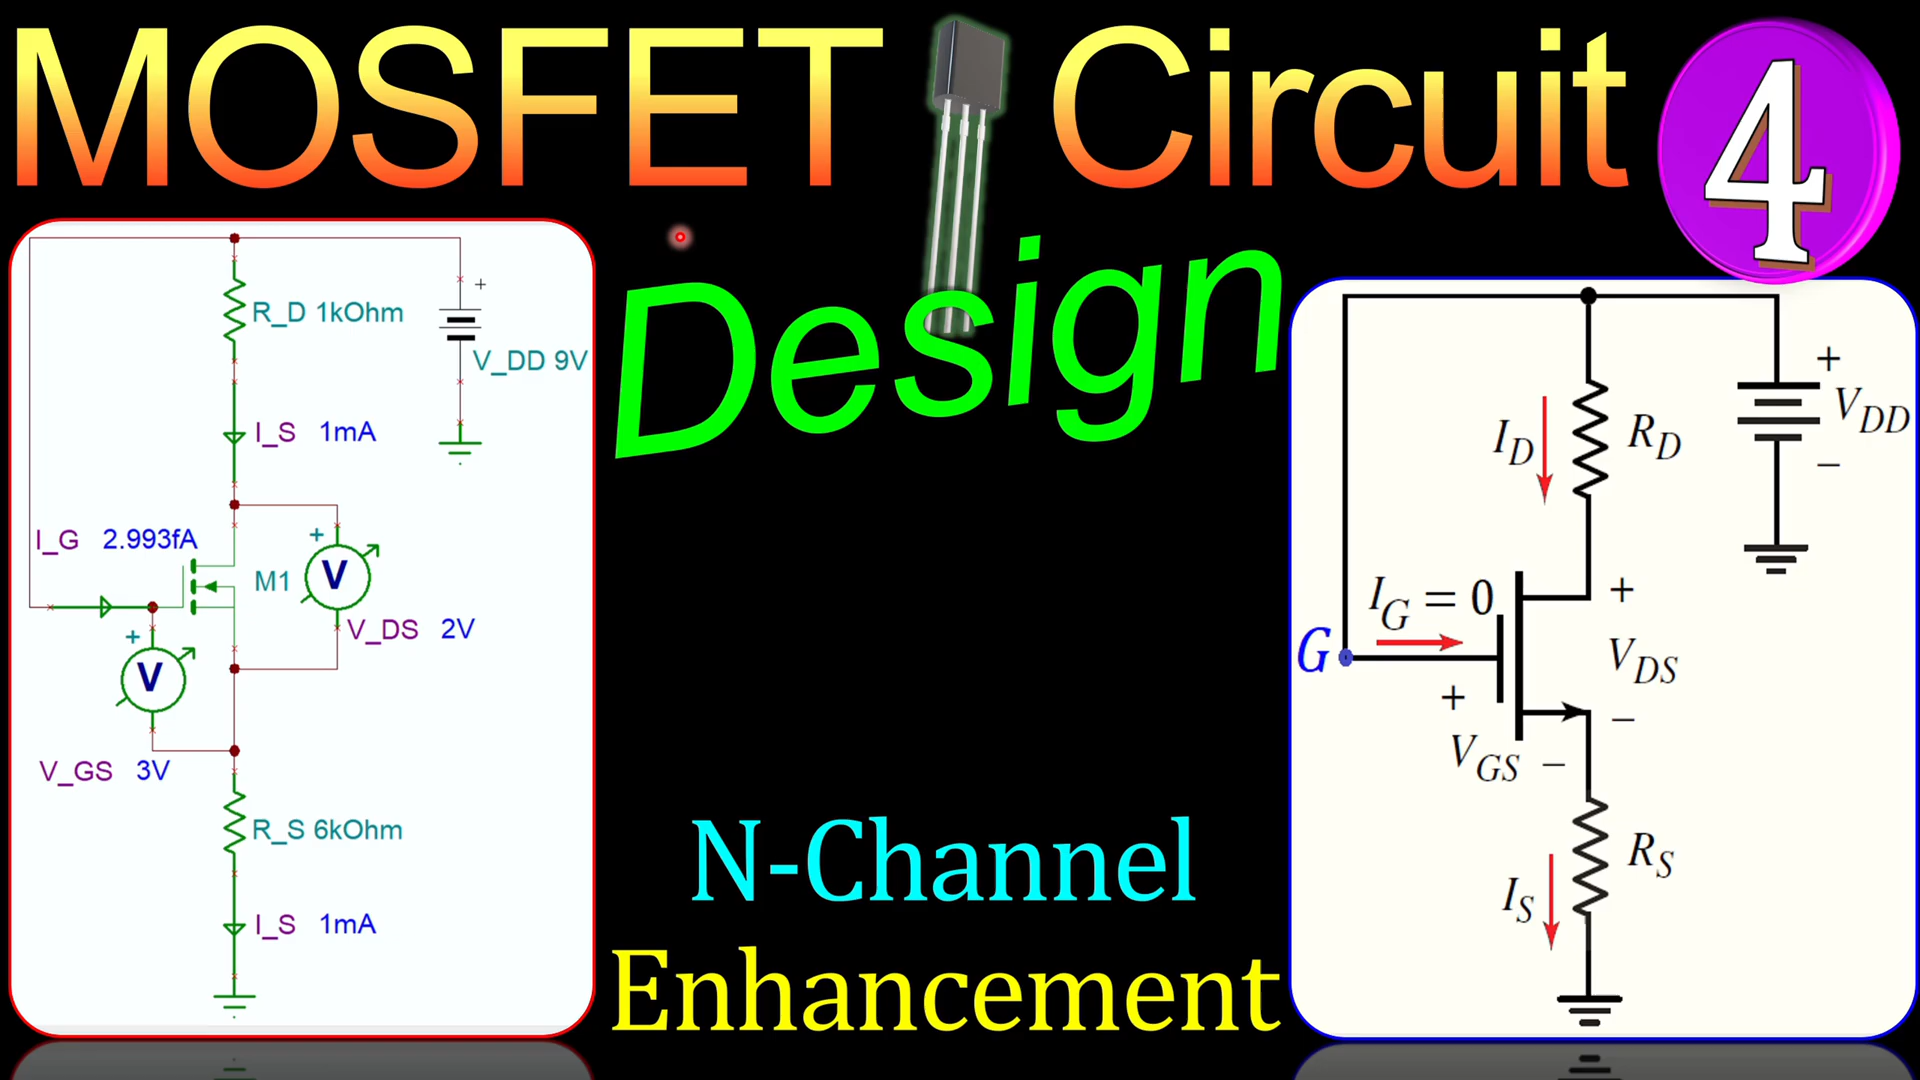 MOSFET Circuit 4
Design
R_D 1kOhm
+
V_DD 9V
I_S 1mA
I_G 2.993fA
M1
+
V
V_DS 2V
+
V
V_GS 3V
R_S 6kOhm
I_S 1mA
N-Channel
Enhancement
I_D
R_D
+
V_DD
−
I_G = 0
G
+
V_DS
−
+
V_GS −
R_S
I_S